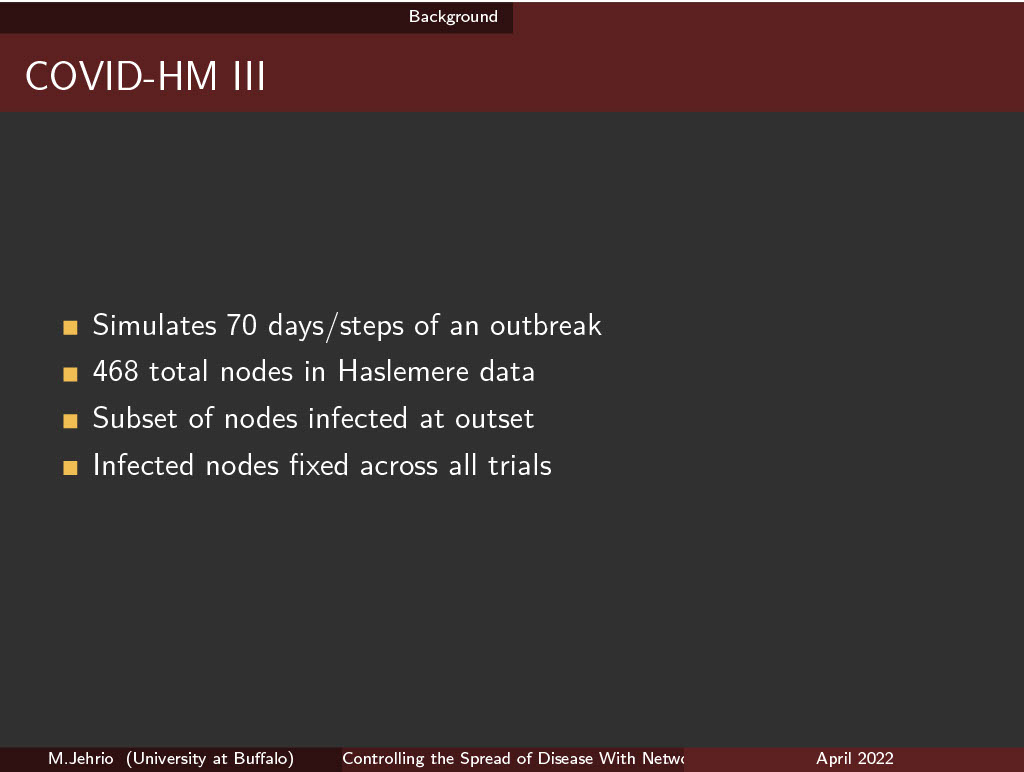 Background
COVID-HM III
Simulates 70 days/steps of an outbreak
468 total nodes in Haslemere data
Subset of nodes infected at outset
Infected nodes fixed across all trials
M.Jehrio (University at Buffalo)
Controlling the Spread of Disease With Netwo
April 2022